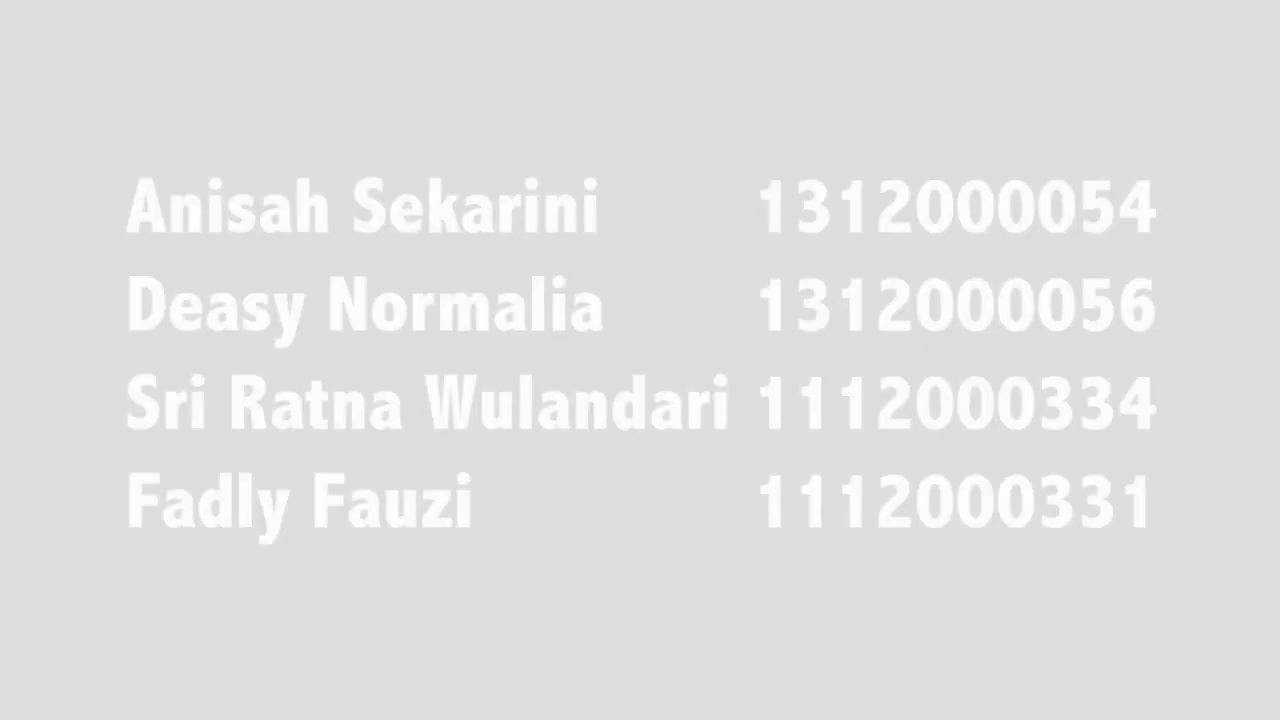 Anisah Sekarini 1312000054
Deasy Normalia 1312000056
Sri Ratna Wulandari 1112000334
Fadly Fauzi 1112000331